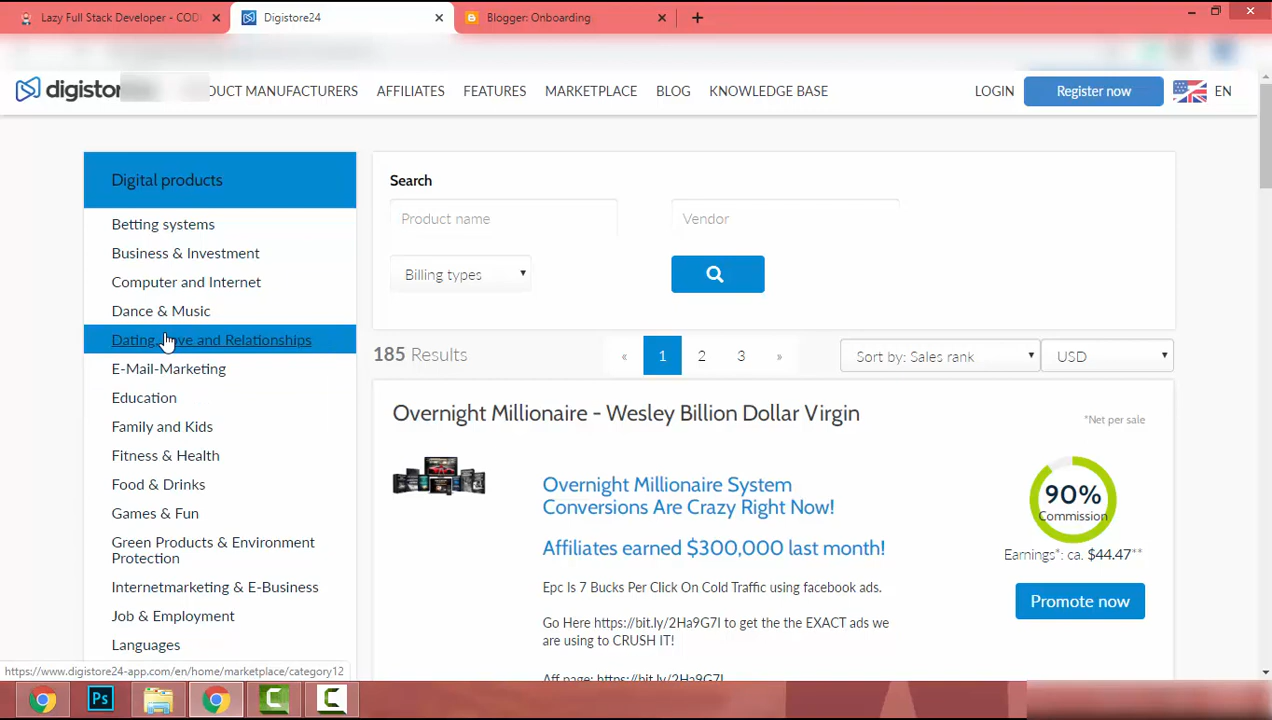 Lazy Full Stack Developer - COD
Digistore24
Blogger: Onboarding
digistor
DUCT MANUFACTURERS
AFFILIATES
FEATURES
MARKETPLACE
BLOG
KNOWLEDGE BASE
LOGIN
Register now
EN
Digital products
Betting systems
Business & Investment
Computer and Internet
Dance & Music
Dating, Love and Relationships
E-Mail-Marketing
Education
Family and Kids
Fitness & Health
Food & Drinks
Games & Fun
Green Products & Environment
Protection
Internetmarketing & E-Business
Job & Employment
Languages
Search
Product name
Vendor
Billing types
185 Results
« 1 2 3 »
Sort by: Sales rank
USD
Overnight Millionaire - Wesley Billion Dollar Virgin
*Net per sale
Overnight Millionaire System
Conversions Are Crazy Right Now!
Affiliates earned $300,000 last month!
Epc Is 7 Bucks Per Click On Cold Traffic using facebook ads.
Go Here https://bit.ly/2Ha9G7I to get the the EXACT ads we
are using to CRUSH IT!
Aff page: https://bit.ly/2Ha9G7I
90%
Commission
Earnings*: ca. $44.47**
Promote now
https://www.digistore24-app.com/en/home/marketplace/category12
Ps